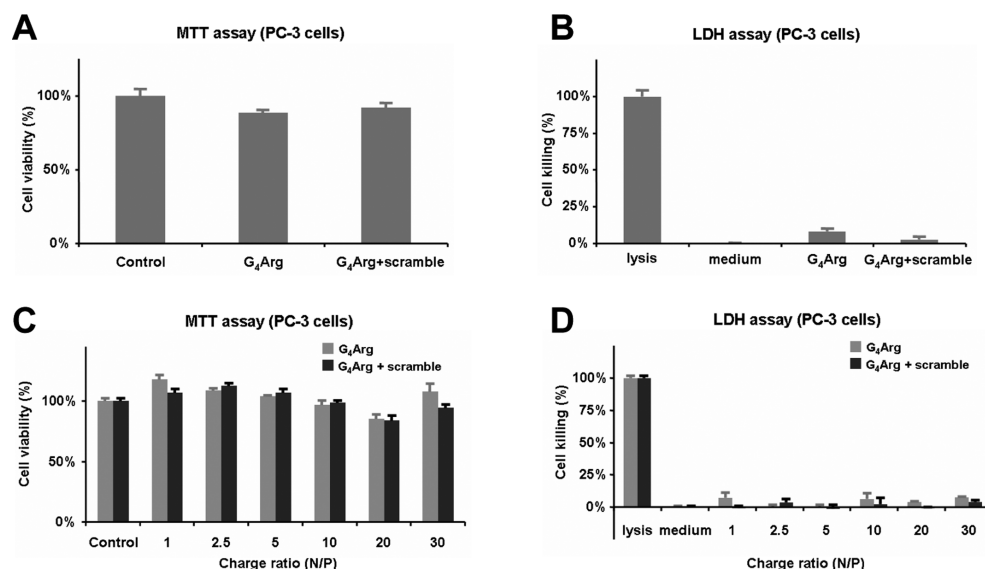 A
MTT assay (PC-3 cells)
Cell viability (%)
100%
50%
0%
Control
G₄Arg
G₄Arg+scramble
B
LDH assay (PC-3 cells)
Cell killing (%)
100%
75%
50%
25%
0%
lysis
medium
G₄Arg
G₄Arg+scramble
C
MTT assay (PC-3 cells)
G₄Arg
G₄Arg + scramble
Cell viability (%)
100%
50%
0%
Control 1 2.5 5 10 20 30
Charge ratio (N/P)
D
LDH assay (PC-3 cells)
G₄Arg
G₄Arg + scramble
Cell killing (%)
100%
75%
50%
25%
0%
lysis medium 1 2.5 5 10 20 30
Charge ratio (N/P)